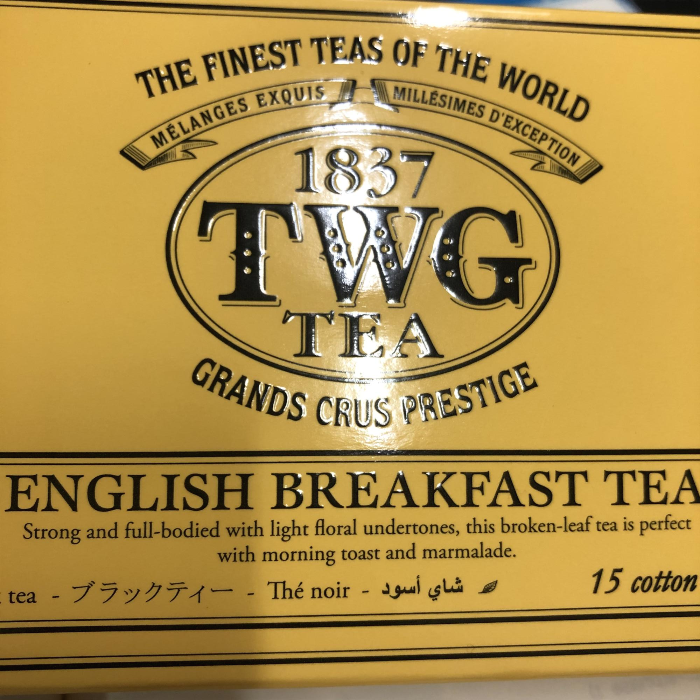 THE FINEST TEAS OF THE WORLD
MÉLANGES EXQUIS MILLÉSIMES D'EXCEPTION
1837
TWG
TEA
GRANDS CRUS PRESTIGE
ENGLISH BREAKFAST TEA
Strong and full-bodied with light floral undertones, this broken-leaf tea is perfect
with morning toast and marmalade.
tea - ブラックティー - Thé noir - شاي أسود
15 cotton